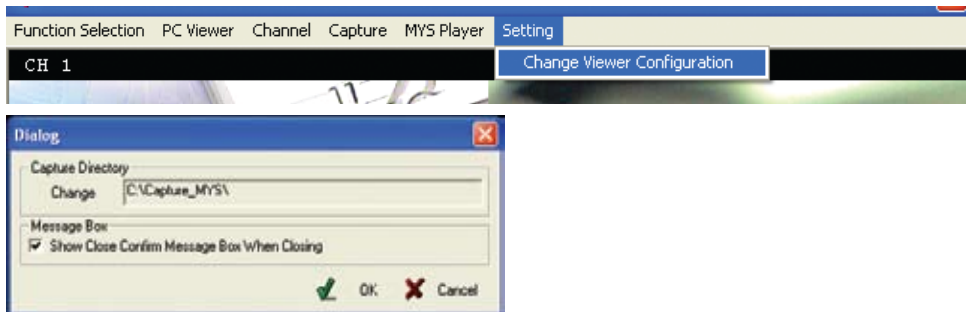 Function Selection PC Viewer Channel Capture MYS Player Setting
Change Viewer Configuration
CH 1
Dialog
Capture Directory
Change C:\Capture_MYS\
Message Box
Show Close Confirm Message Box When Closing
OK Cancel